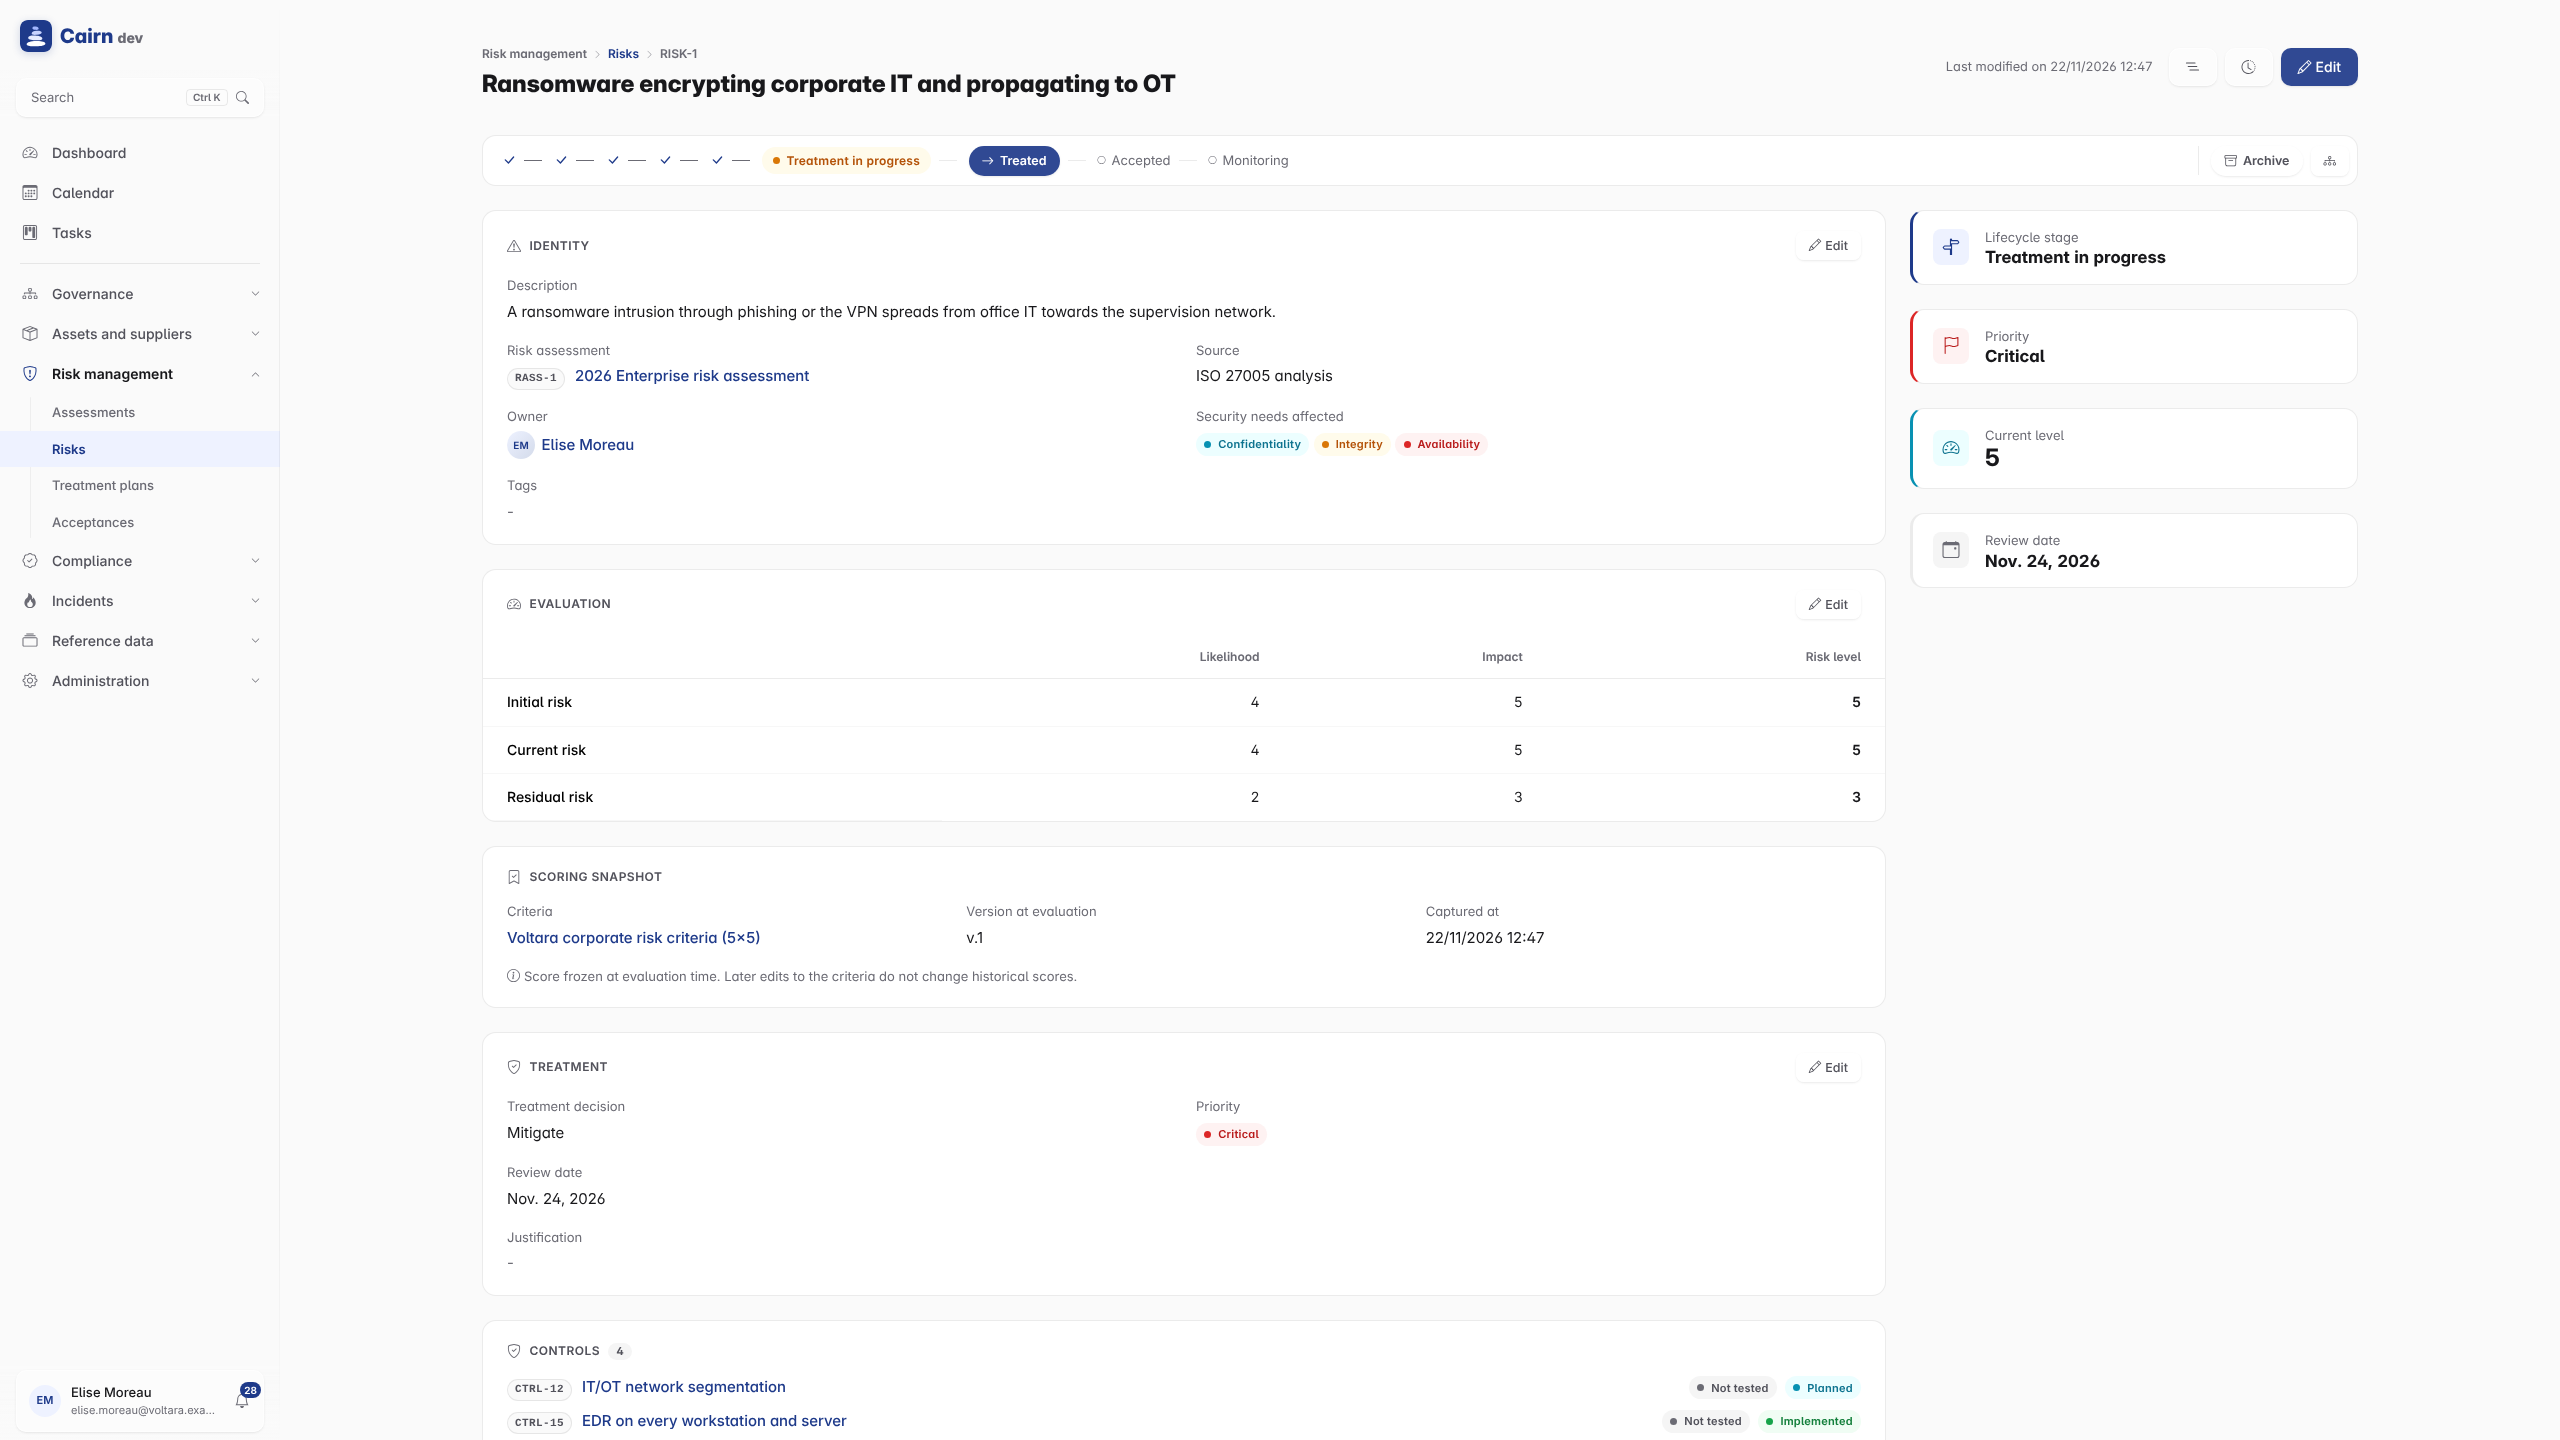 Cairn dev
Search Ctrl K
Dashboard
Calendar
Tasks
Governance
Assets and suppliers
Risk management
Assessments
Risks
Treatment plans
Acceptances
Compliance
Incidents
Reference data
Administration
EM Elise Moreau
elise.moreau@voltara.exa...
28
Risk management > Risks > RISK-1
Ransomware encrypting corporate IT and propagating to OT
Last modified on 22/11/2026 12:47
Edit
Treatment in progress
Treated
Accepted
Monitoring
Archive
IDENTITY
Edit
Description
A ransomware intrusion through phishing or the VPN spreads from office IT towards the supervision network.
Risk assessment Source
RASS-1 2026 Enterprise risk assessment ISO 27005 analysis
Owner Security needs affected
EM Elise Moreau Confidentiality Integrity Availability
Tags
-
EVALUATION
Edit
Likelihood Impact Risk level
Initial risk 4 5 5
Current risk 4 5 5
Residual risk 2 3 3
SCORING SNAPSHOT
Criteria Version at evaluation Captured at
Voltara corporate risk criteria (5×5) v.1 22/11/2026 12:47
Score frozen at evaluation time. Later edits to the criteria do not change historical scores.
TREATMENT
Edit
Treatment decision Priority
Mitigate Critical
Review date
Nov. 24, 2026
Justification
-
CONTROLS 4
CTRL-12 IT/OT network segmentation Not tested Planned
CTRL-15 EDR on every workstation and server Not tested Implemented
Lifecycle stage
Treatment in progress
Priority
Critical
Current level
5
Review date
Nov. 24, 2026